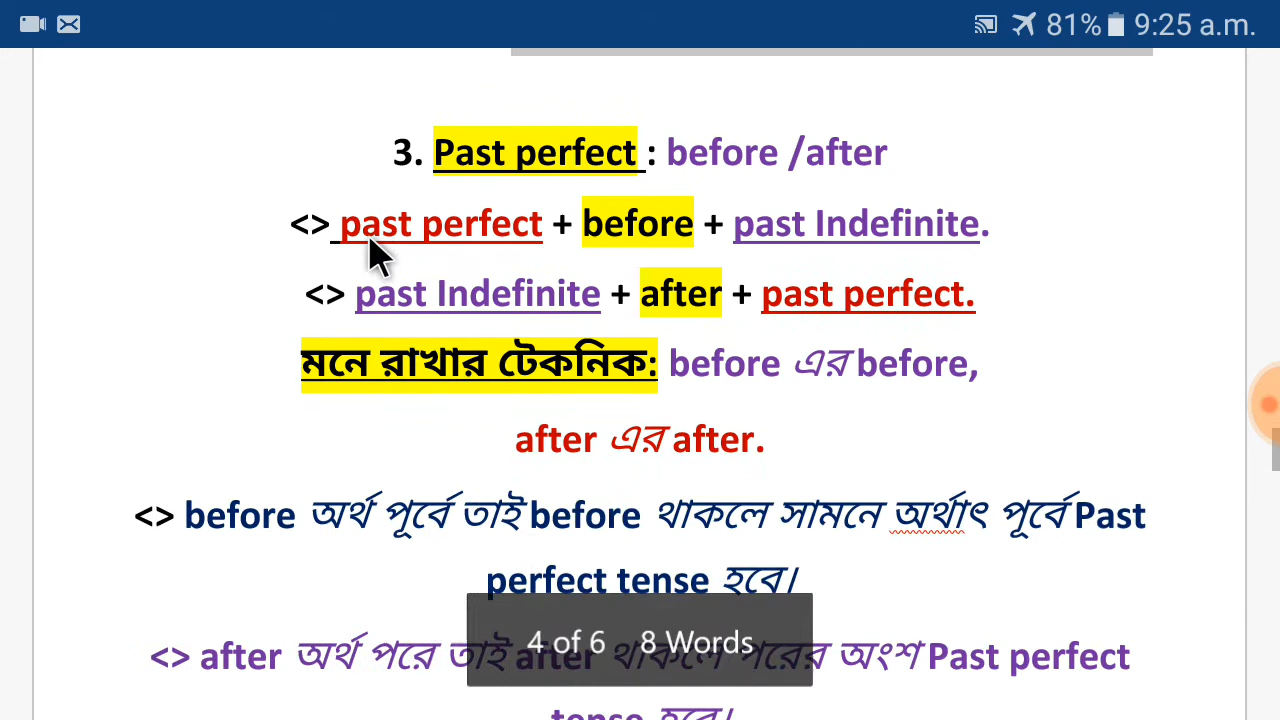 81% 9:25 a.m.
3. Past perfect : before /after
<> past perfect + before + past Indefinite.
<> past Indefinite + after + past perfect.
মনে রাখার টেকনিক: before এর before,
after এর after.
<> before অর্থ পূর্বে তাই before থাকলে সামনে অর্থাৎ পূর্বে Past
perfect tense হবে।
4 of 6 8 Words
<> after অর্থ পরে তাই after থাকলে পরের অংশ Past perfect
tense হবে।